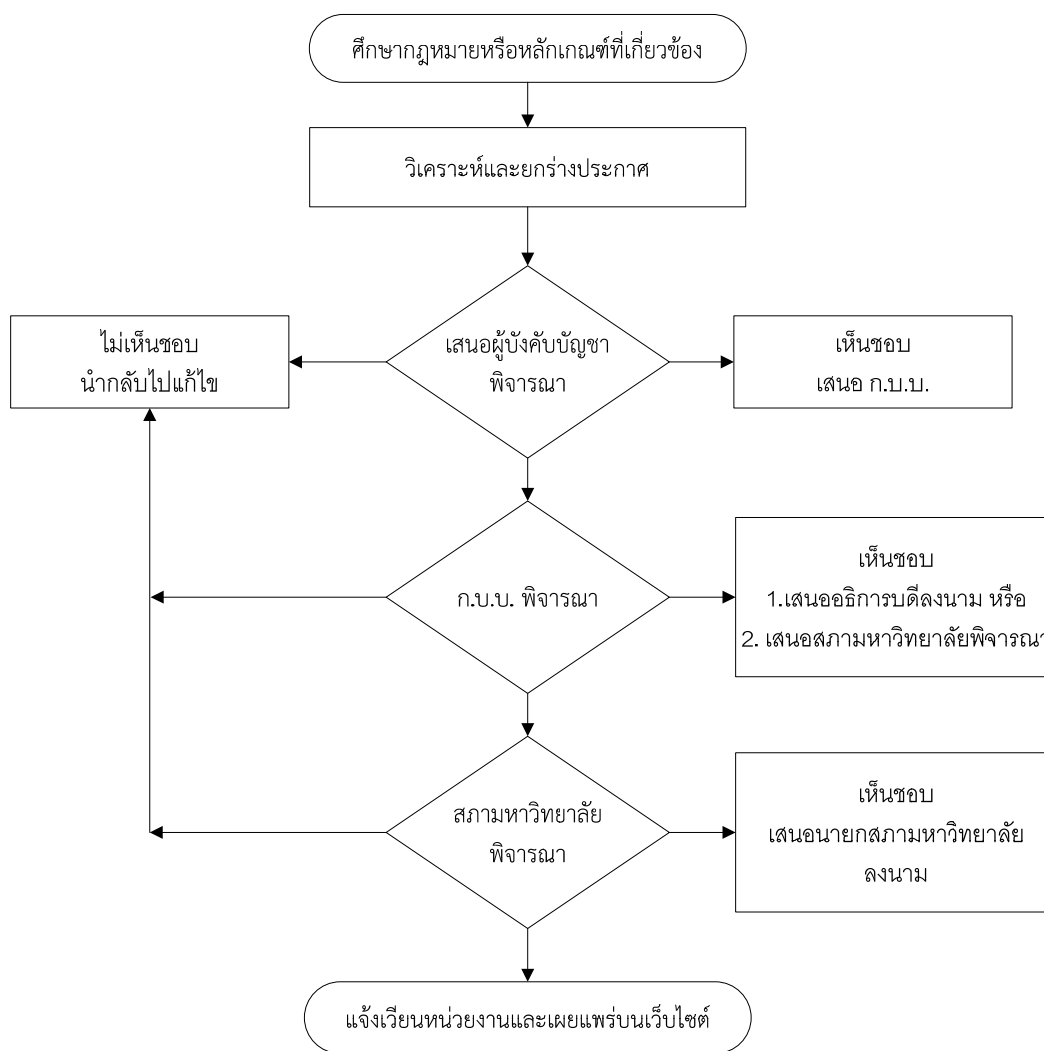 ศึกษากฎหมายหรือหลักเกณฑ์ที่เกี่ยวข้อง
วิเคราะห์และยกร่างประกาศ
เสนอผู้บังคับบัญชา
พิจารณา
ไม่เห็นชอบ
นำกลับไปแก้ไข
เห็นชอบ
เสนอ ก.บ.บ.
ก.บ.บ. พิจารณา
เห็นชอบ
1.เสนออธิการบดีลงนาม หรือ
2. เสนอสภามหาวิทยาลัยพิจารณา
สภามหาวิทยาลัย
พิจารณา
เห็นชอบ
เสนอนายกสภามหาวิทยาลัย
ลงนาม
แจ้งเวียนหน่วยงานและเผยแพร่บนเว็บไซต์